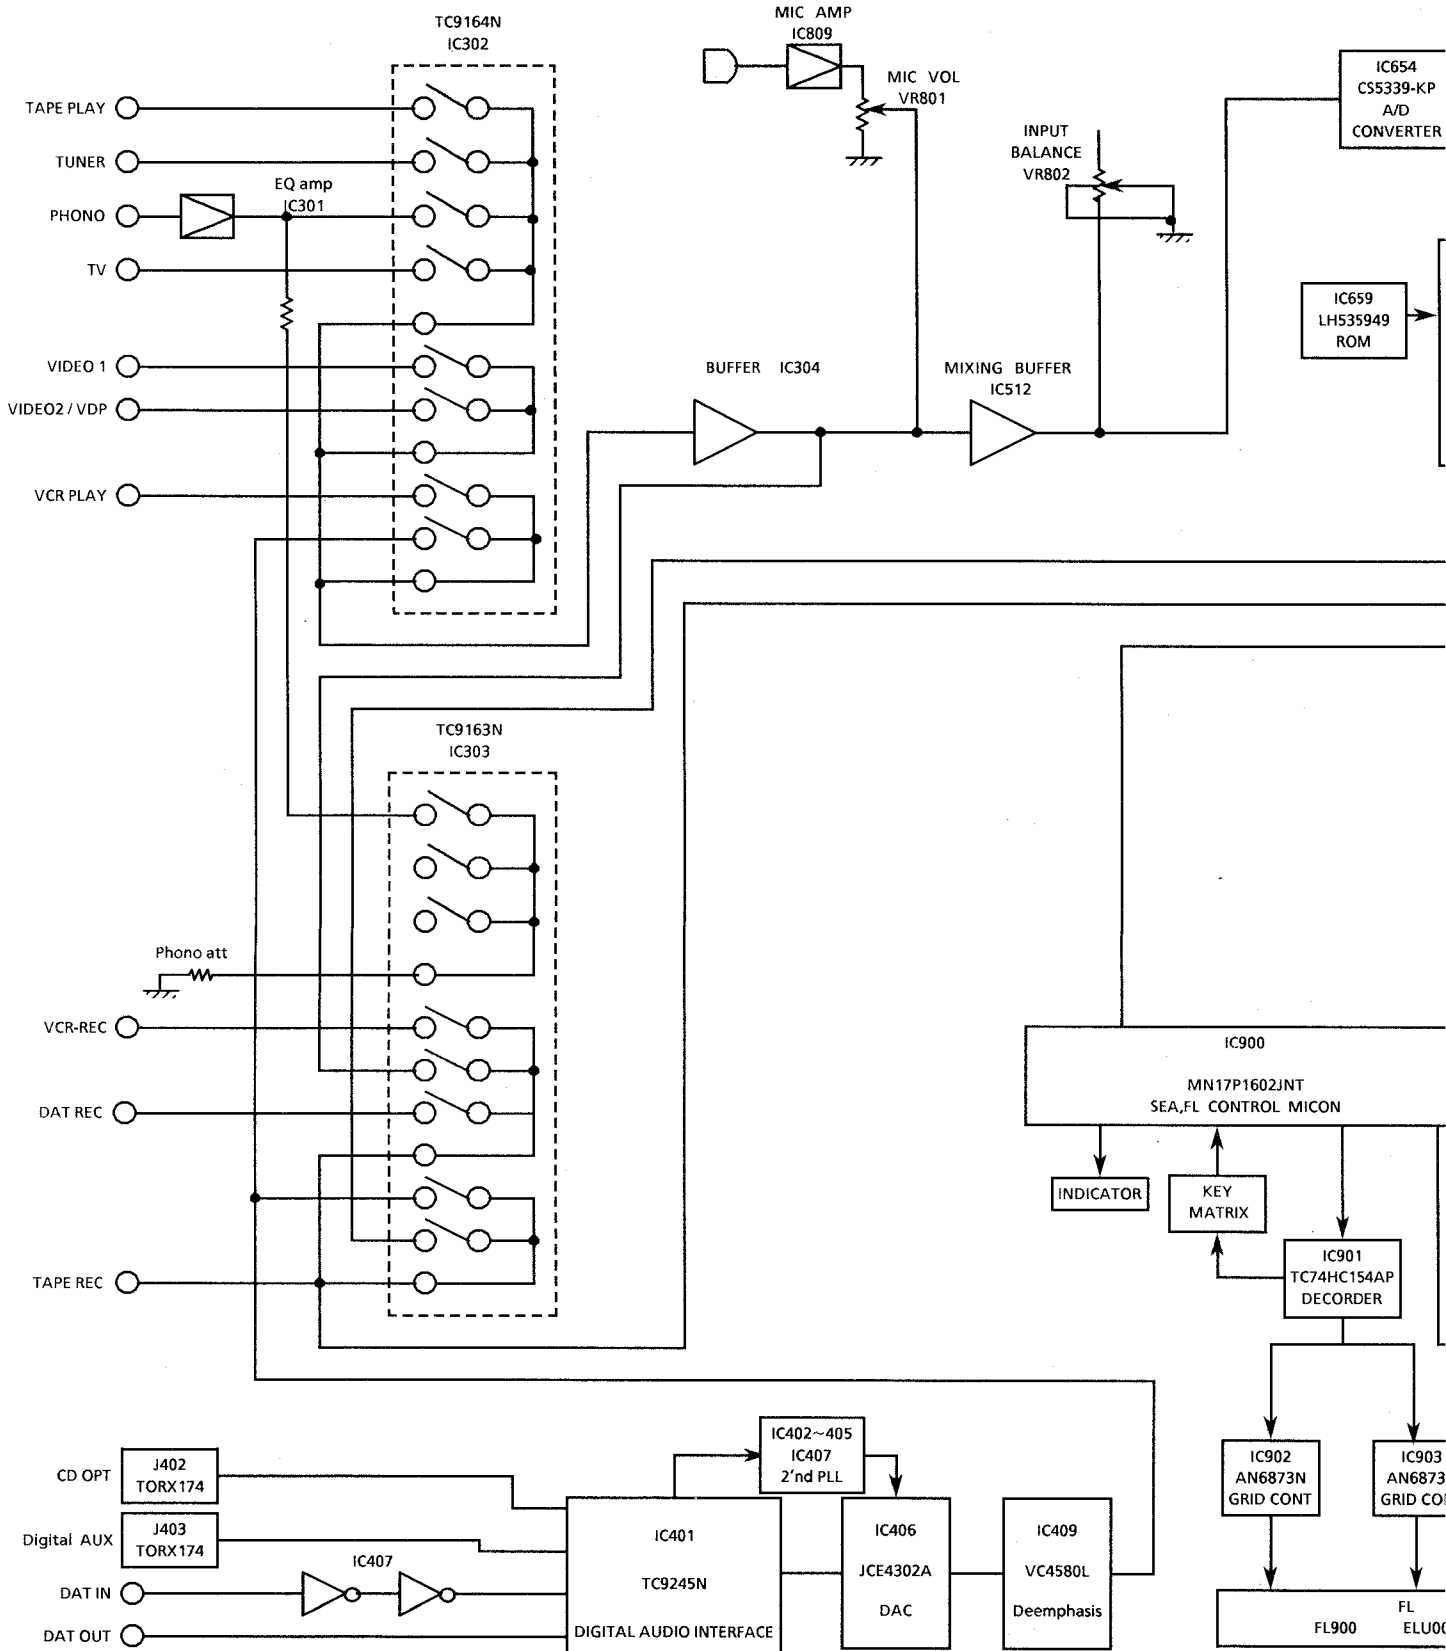 TC9164N
IC302
MIC AMP
IC809
MIC VOL
VR801
IC654
CS5339-KP
A/D
CONVERTER
INPUT
BALANCE
VR802
TAPE PLAY
TUNER
EQ amp
IC301
PHONO
TV
IC659
LH535949
ROM
VIDEO 1
VIDEO2 / VDP
BUFFER IC304
MIXING BUFFER
IC512
VCR PLAY
TC9163N
IC303
Phono att
VCR-REC
DAT REC
TAPE REC
IC900
MN17P1602JNT
SEA,FL CONTROL MICON
INDICATOR
KEY
MATRIX
IC901
TC74HC154AP
DECORDER
IC902
AN6873N
GRID CONT
IC903
AN6873
GRID
FL
FL900
CD OPT
J402
TORX174
Digital AUX
J403
TORX174
IC407
DAT IN
DAT OUT
IC401
TC9245N
DIGITAL AUDIO INTERFACE
IC402~405
IC407
2'nd PLL
IC406
JCE4302A
DAC
IC409
VC4580L
Deemphasis